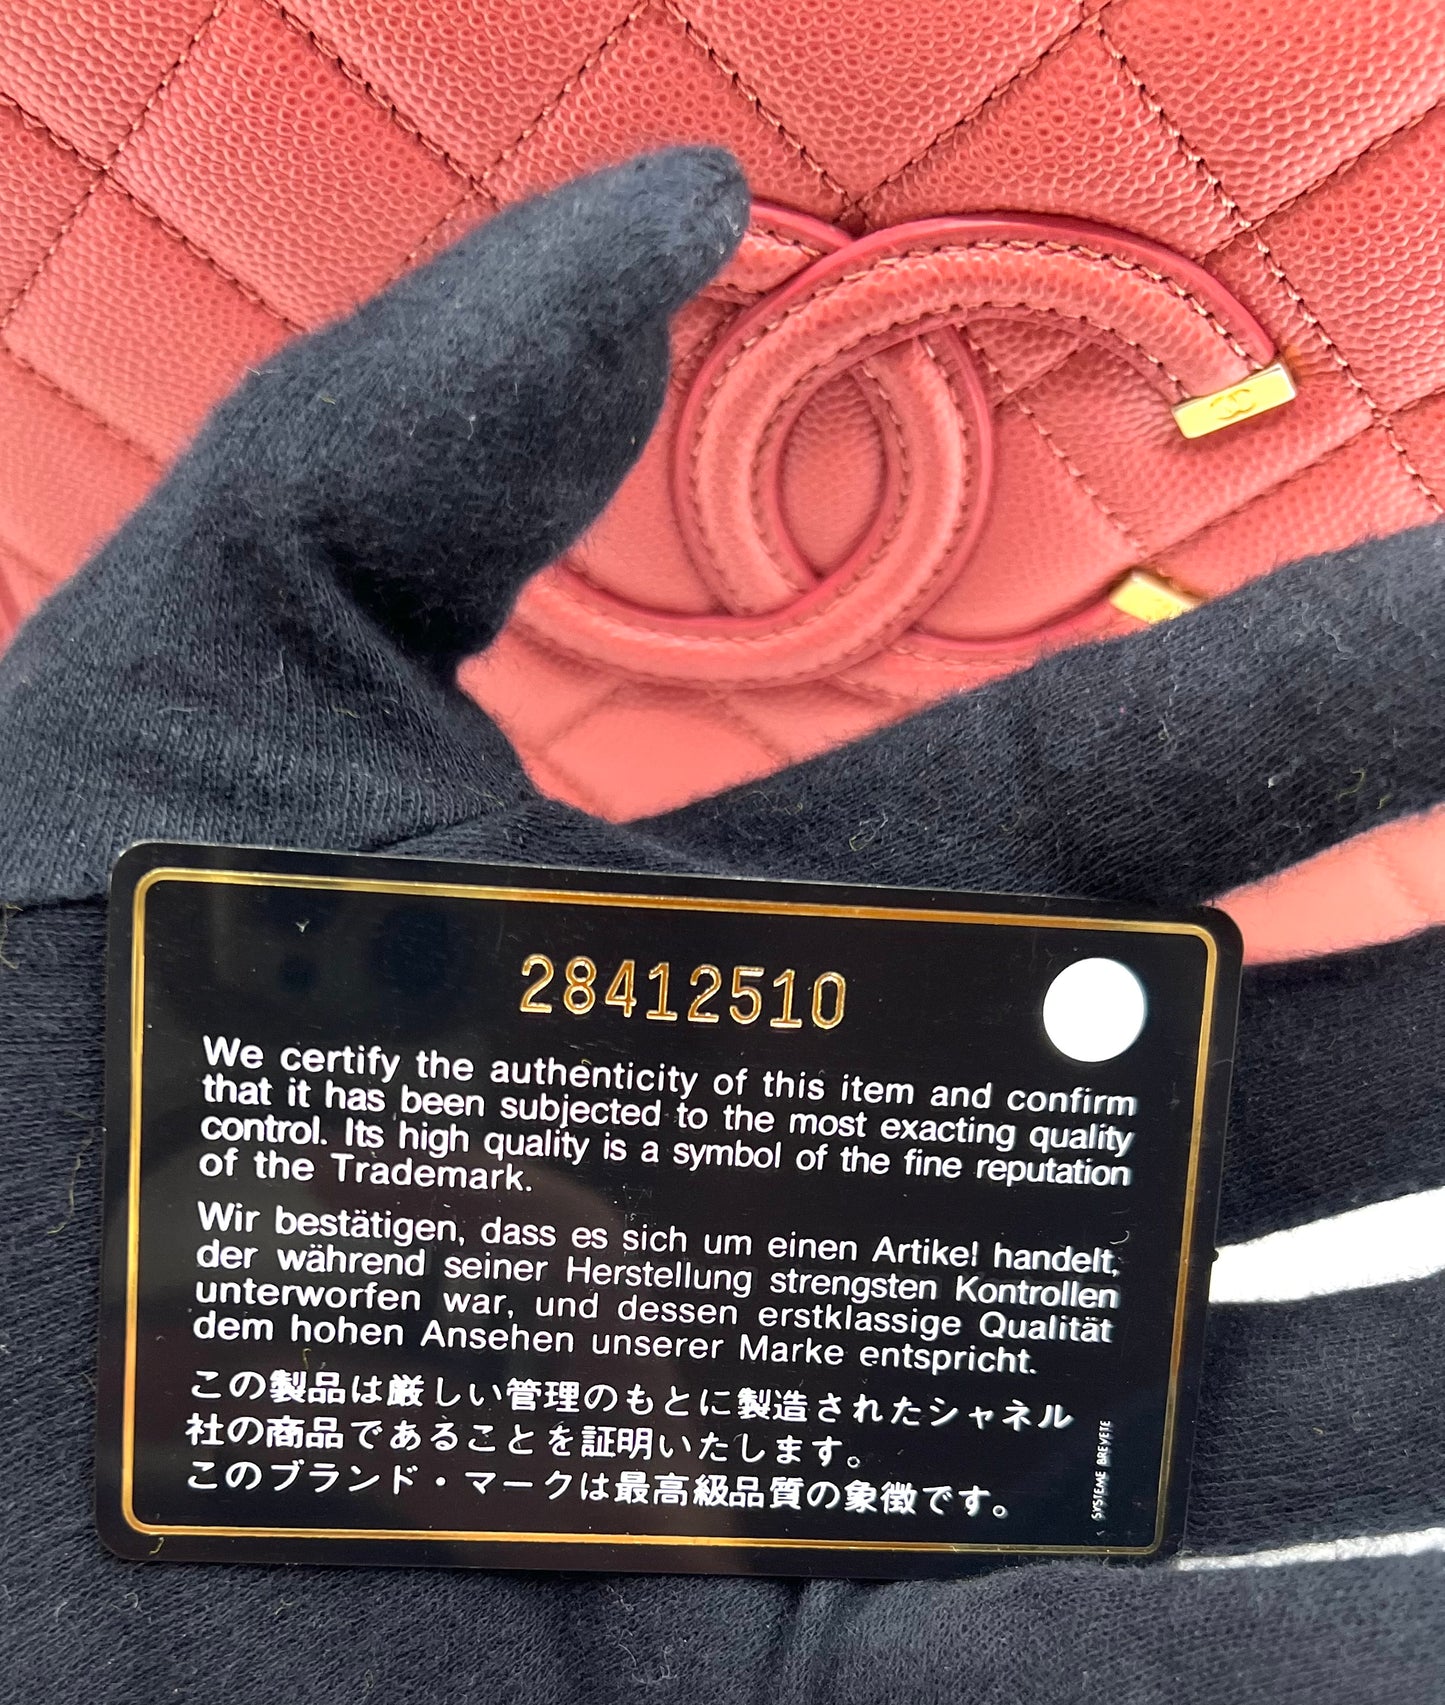 28412510
We certify the authenticity of this item and confirm
that it has been subjected to the most exacting quality
control. Its high quality is a symbol of the fine reputation
of the Trademark.
Wir bestätigen, dass es sich um einen Artikel handelt,
der während seiner Herstellung strengsten Kontrollen
unterworfen war, und dessen erstklassige Qualität
dem hohen Ansehen unserer Marke entspricht.
この製品は厳しい管理のもとに製造されたシャネル
社の商品であることを証明いたします。
このブランド・マークは最高級品質の象徴です。
SYSTEME BREVETE